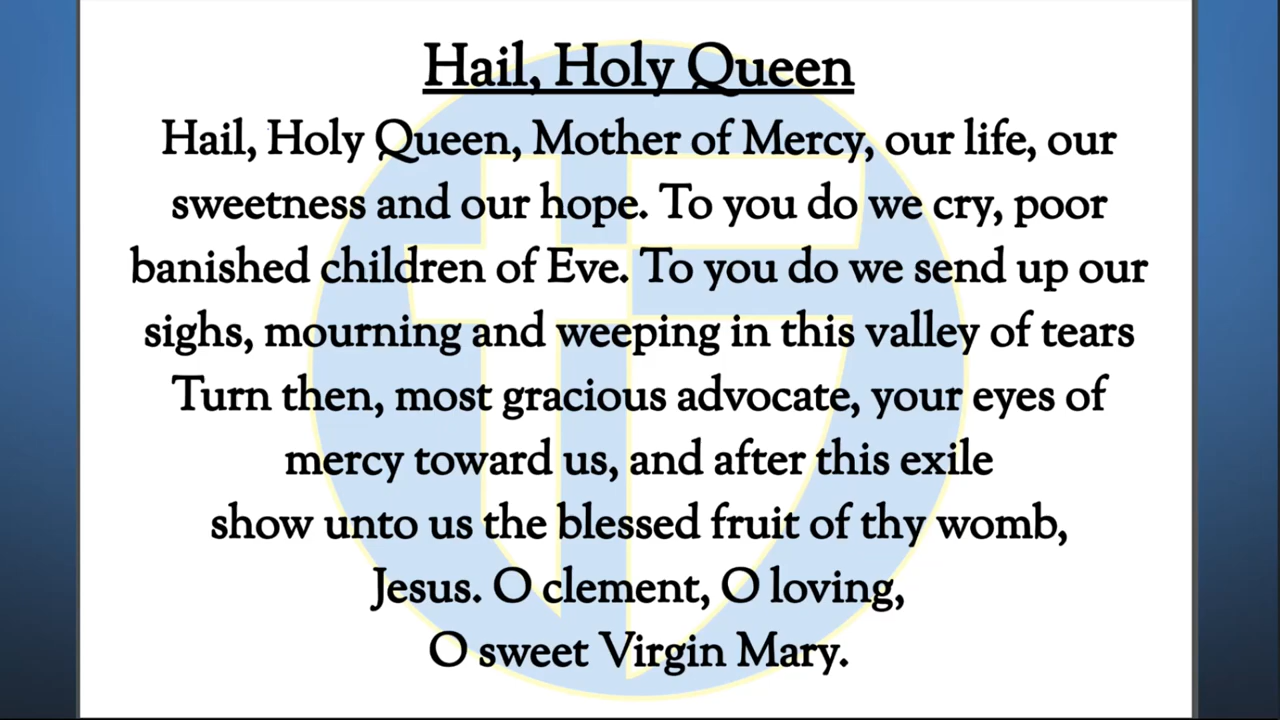 Hail, Holy Queen
Hail, Holy Queen, Mother of Mercy, our life, our
sweetness and our hope. To you do we cry, poor
banished children of Eve. To you do we send up our
sighs, mourning and weeping in this valley of tears
Turn then, most gracious advocate, your eyes of
mercy toward us, and after this exile
show unto us the blessed fruit of thy womb,
Jesus. O clement, O loving,
O sweet Virgin Mary.